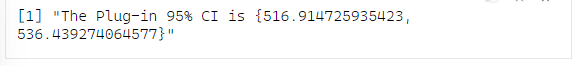 [1] "The Plug-in 95% CI is {516.914725935423,
536.439274064577}"